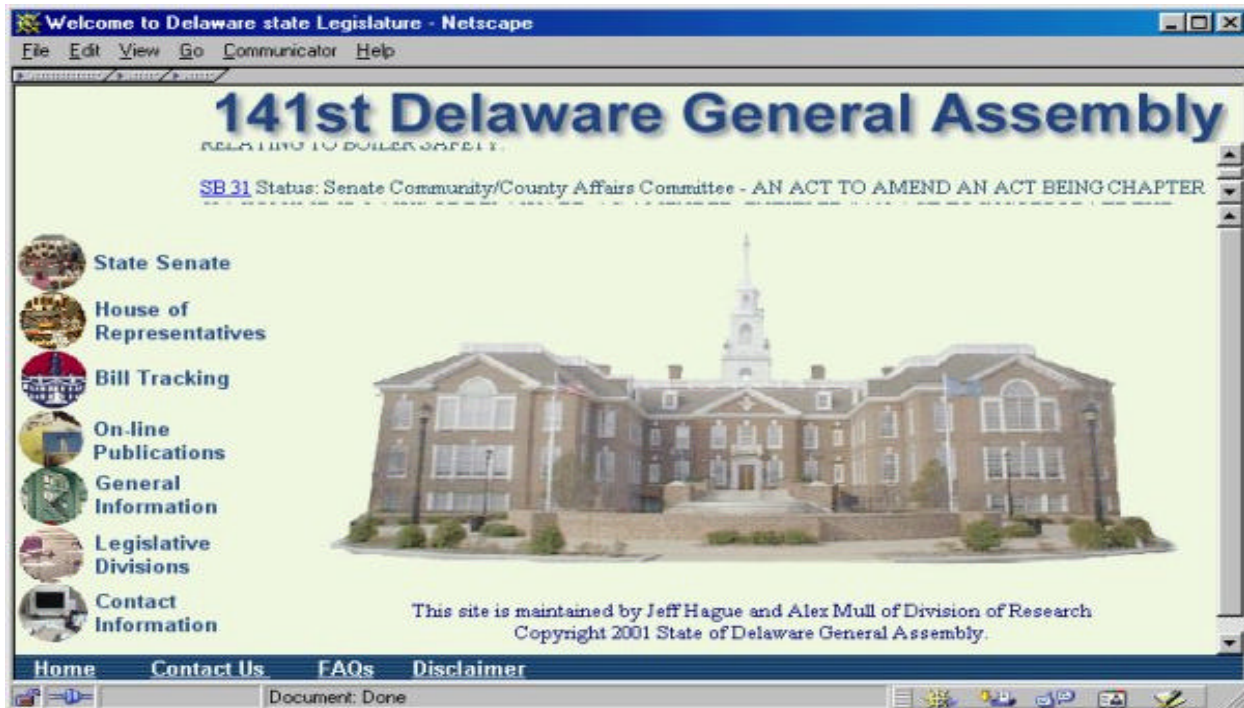 Welcome to Delaware state Legislature - Netscape
File Edit View Go Communicator Help
141st Delaware General Assembly
RELATING TO BOILER SAFETY.
SB 31 Status: Senate Community/County Affairs Committee - AN ACT TO AMEND AN ACT BEING CHAPTER
State Senate
House of
Representatives
Bill Tracking
On-line
Publications
General
Information
Legislative
Divisions
Contact
Information
This site is maintained by Jeff Hague and Alex Mull of Division of Research
Copyright 2001 State of Delaware General Assembly.
Home Contact Us FAQs Disclaimer
Document: Done